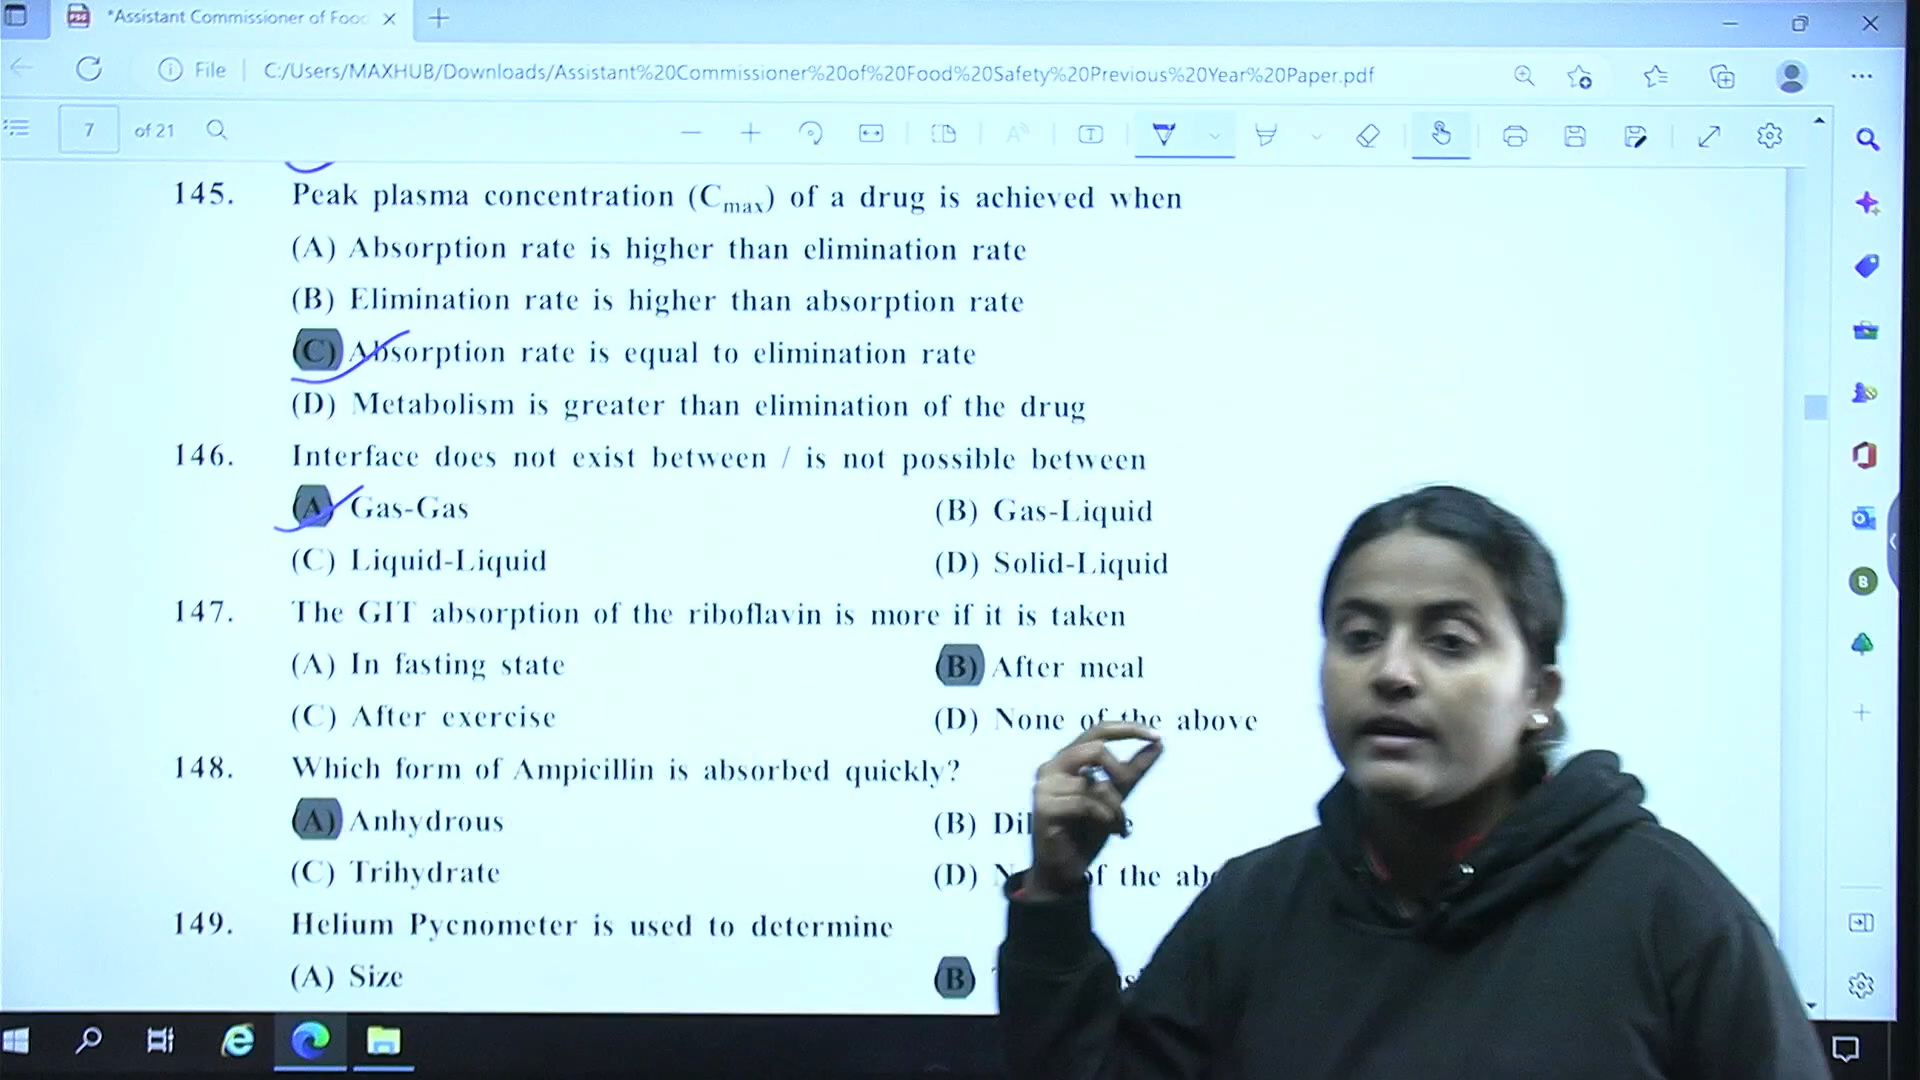 *Assistant Commissioner of Food
File
C:/Users/MAXHUB/Downloads/Assistant%20Commissioner%20of%20Food%20Safety%20Previous%20Year%20Paper.pdf
7 of 21
145. Peak plasma concentration (Cmax) of a drug is achieved when
(A) Absorption rate is higher than elimination rate
(B) Elimination rate is higher than absorption rate
(C) Absorption rate is equal to elimination rate
(D) Metabolism is greater than elimination of the drug
146. Interface does not exist between / is not possible between
(A) Gas-Gas (B) Gas-Liquid
(C) Liquid-Liquid (D) Solid-Liquid
147. The GIT absorption of the riboflavin is more if it is taken
(A) In fasting state (B) After meal
(C) After exercise (D) None of the above
148. Which form of Ampicillin is absorbed quickly?
(A) Anhydrous (B)
(C) Trihydrate (D) of the
149. Helium Pycnometer is used to determine
(A) Size (B)